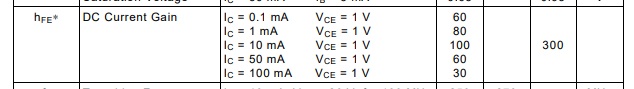 hFE* DC Current Gain IC = 0.1 mA VCE = 1 V 60
IC = 1 mA VCE = 1 V 80
IC = 10 mA VCE = 1 V 100 300
IC = 50 mA VCE = 1 V 60
IC = 100 mA VCE = 1 V 30